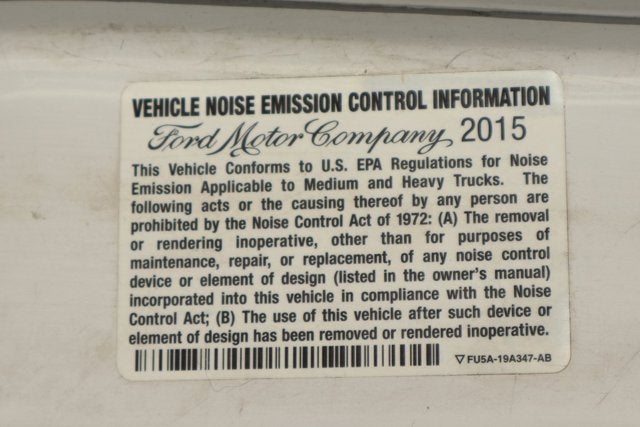 VEHICLE NOISE EMISSION CONTROL INFORMATION
Ford Motor Company 2015
This Vehicle Conforms to U.S. EPA Regulations for Noise
Emission Applicable to Medium and Heavy Trucks. The
following acts or the causing thereof by any person are
prohibited by the Noise Control Act of 1972: (A) The removal
or rendering inoperative, other than for purposes of
maintenance, repair, or replacement, of any noise control
device or element of design (listed in the owner's manual)
incorporated into this vehicle in compliance with the Noise
Control Act; (B) The use of this vehicle after such device or
element of design has been removed or rendered inoperative.
▽ FU5A-19A347-AB